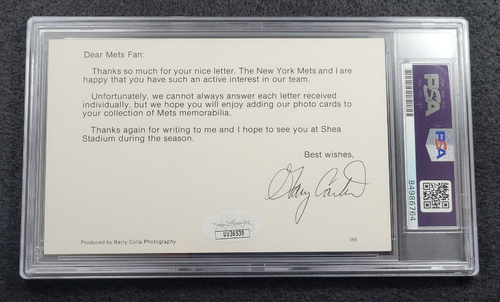 Dear Mets Fan:
Thanks so much for your nice letter. The New York Mets and I are
happy that you have such an active interest in our team.
Unfortunately, we cannot always answer each letter received
individually, but we hope you will enjoy adding our photo cards to
your collection of Mets memorabilia.
Thanks again for writing to me and I hope to see you at Shea
Stadium during the season.
Best wishes,
Gary Carter
UU36539
Produced by Barry Colla Photography
PSA
PSA
84986764